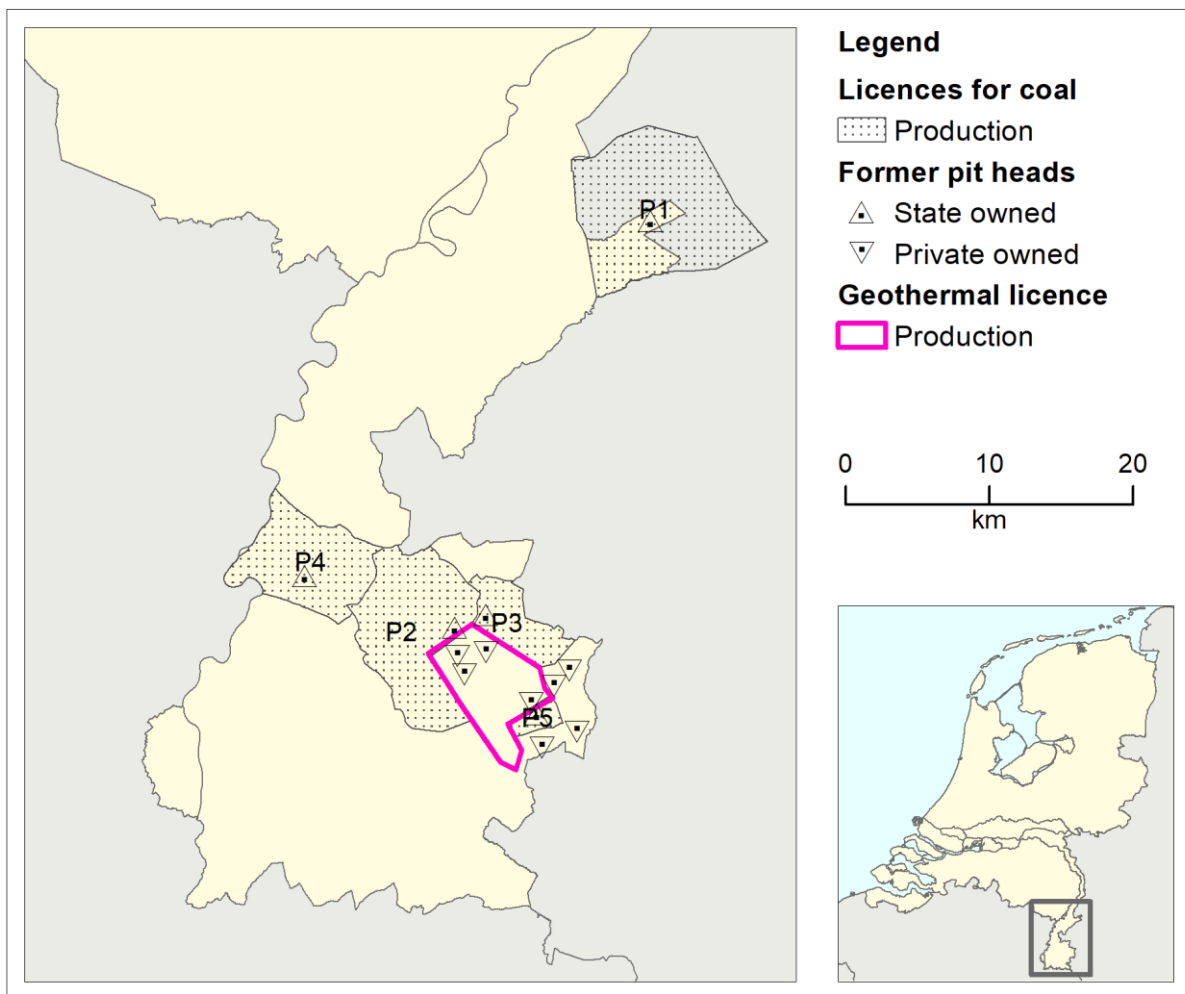 Legend
Licences for coal
Production
Former pit heads
State owned
Private owned
Geothermal licence
Production
0 10 20
km
P1
P4
P2
P3
P5